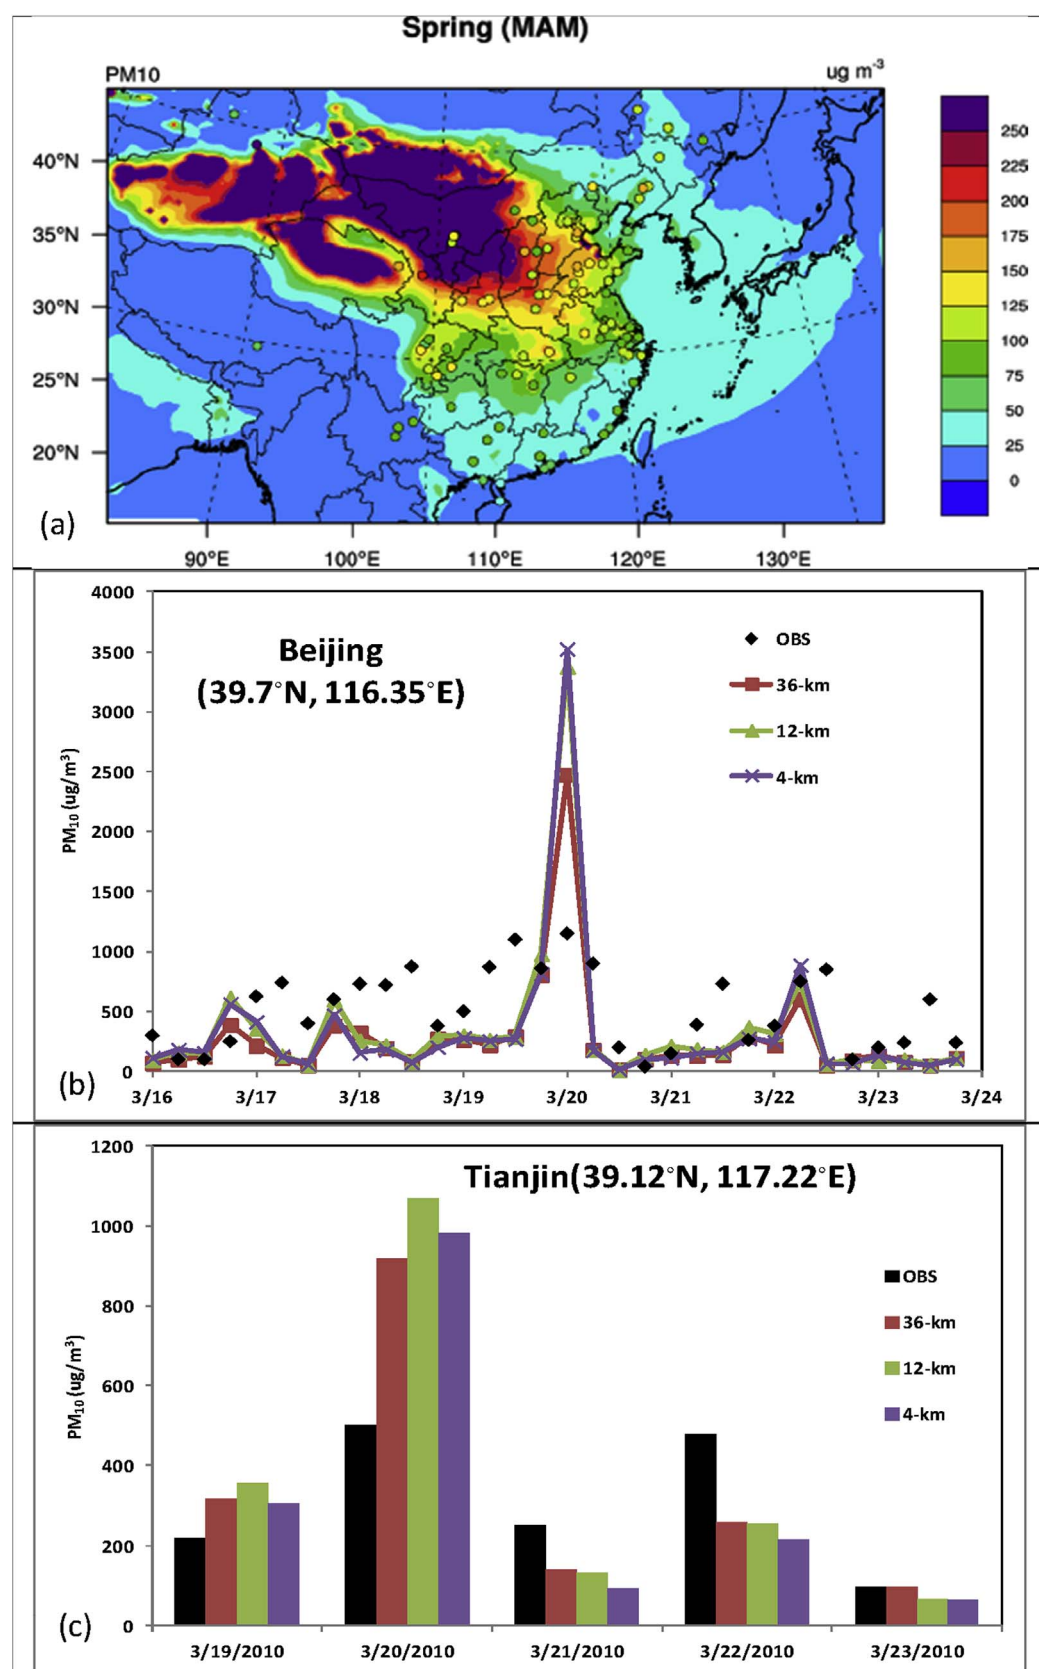 Spring (MAM)
PM10
ug m⁻³
40°N
35°N
30°N
25°N
20°N
90°E
100°E
110°E
120°E
130°E
250
225
200
175
150
125
100
75
50
25
0
(a)
4000
3500
3000
2500
2000
1500
1000
500
0
PM₁₀ (ug/m³)
Beijing
(39.7°N, 116.35°E)
OBS
36-km
12-km
4-km
3/16
3/17
3/18
3/19
3/20
3/21
3/22
3/23
3/24
(b)
1200
1000
800
600
400
200
0
PM₁₀ (ug/m³)
Tianjin(39.12°N, 117.22°E)
OBS
36-km
12-km
4-km
3/19/2010
3/20/2010
3/21/2010
3/22/2010
3/23/2010
(c)